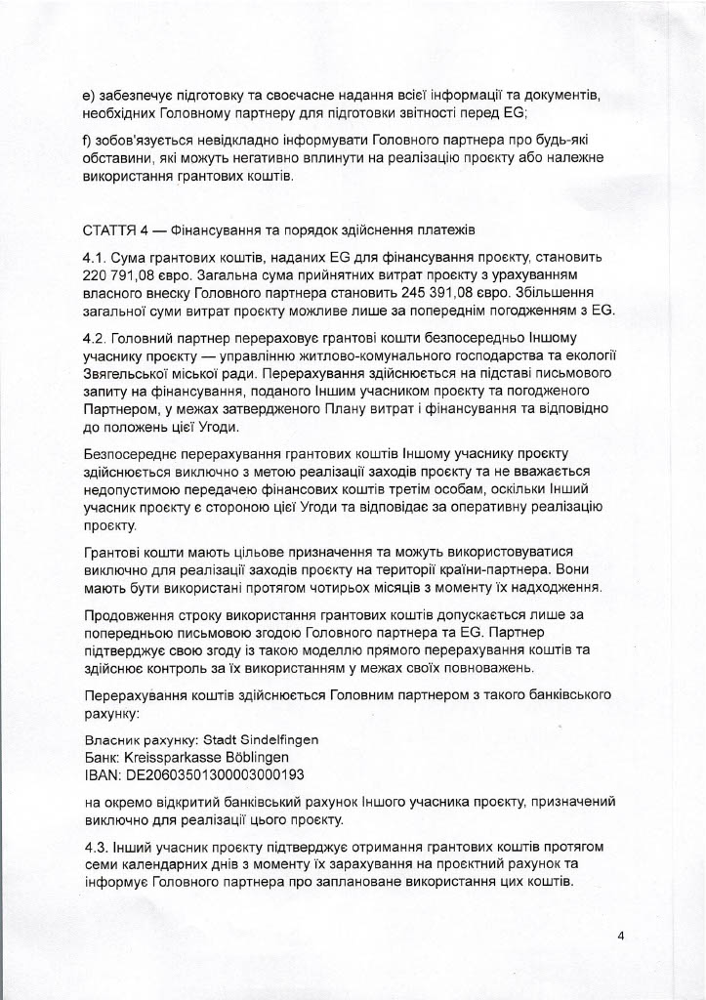 е) забезпечує підготовку та своєчасне надання всієї інформації та документів,
необхідних Головному партнеру для підготовки звітності перед EG;
f) зобов'язується невідкладно інформувати Головного партнера про будь-які
обставини, які можуть негативно вплинути на реалізацію проєкту або належне
використання грантових коштів.
СТАТТЯ 4 — Фінансування та порядок здійснення платежів
4.1. Сума грантових коштів, наданих EG для фінансування проєкту, становить
220 791,08 євро. Загальна сума прийнятних витрат проєкту з урахуванням
власного внеску Головного партнера становить 245 391,08 євро. Збільшення
загальної суми витрат проєкту можливе лише за попереднім погодженням з EG.
4.2. Головний партнер перераховує грантові кошти безпосередньо Іншому
учаснику проєкту — управлінню житлово-комунального господарства та екології
Звягельської міської ради. Перерахування здійснюється на підставі письмового
запиту на фінансування, поданого Іншим учасником проєкту та погодженого
Партнером, у межах затвердженого Плану витрат і фінансування та відповідно
до положень цієї Угоди.
Безпосереднє перерахування грантових коштів Іншому учаснику проєкту
здійснюється виключно з метою реалізації заходів проєкту та не вважається
недопустимою передачею фінансових коштів третім особам, оскільки Інший
учасник проєкту є стороною цієї Угоди та відповідає за оперативну реалізацію
проєкту.
Грантові кошти мають цільове призначення та можуть використовуватися
виключно для реалізації заходів проєкту на території країни-партнера. Вони
мають бути використані протягом чотирьох місяців з моменту їх надходження.
Продовження строку використання грантових коштів допускається лише за
попередньою письмовою згодою Головного партнера та EG. Партнер
підтверджує свою згоду із такою моделлю прямого перерахування коштів та
здійснює контроль за їх використанням у межах своїх повноважень.
Перерахування коштів здійснюється Головним партнером з такого банківського
рахунку:
Власник рахунку: Stadt Sindelfingen
Банк: Kreissparkasse Böblingen
IBAN: DE20603501300003000193
на окремо відкритий банківський рахунок Іншого учасника проєкту, призначений
виключно для реалізації цього проєкту.
4.3. Інший учасник проєкту підтверджує отримання грантових коштів протягом
семи календарних днів з моменту їх зарахування на проєктний рахунок та
інформує Головного партнера про заплановане використання цих коштів.
4